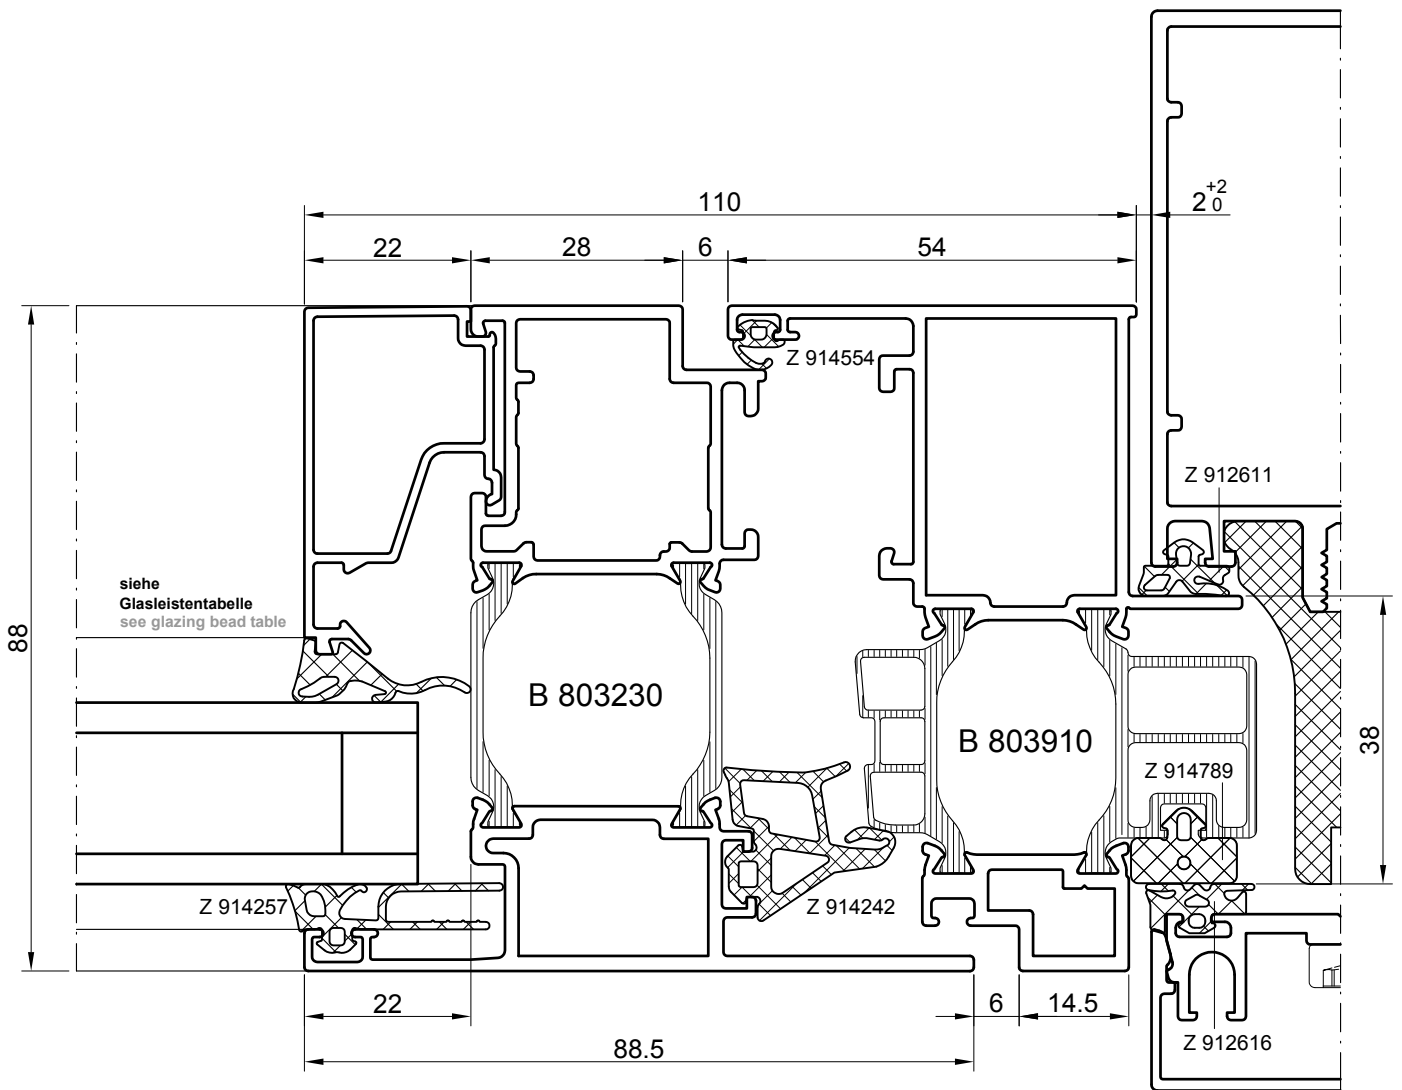 110
2 +2 0
22
28
6
54
Z 914554
Z 912611
siehe
Glasleistentabelle
see glazing bead table
88
B 803230
B 803910
38
Z 914789
Z 914257
Z 914242
22
6
14.5
88.5
Z 912616